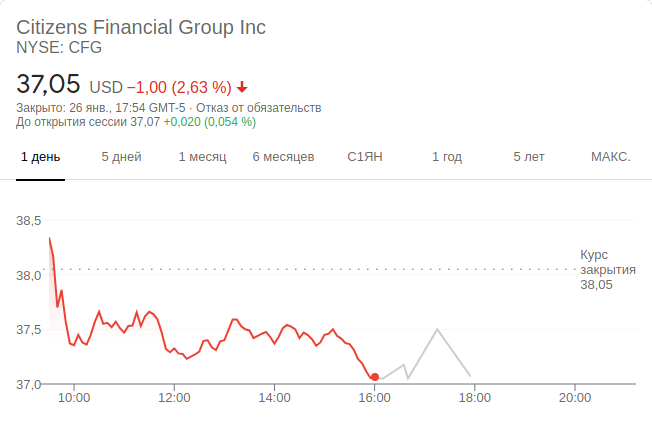 Citizens Financial Group Inc
NYSE: CFG
37,05 USD −1,00 (2,63 %)
Закрыто: 26 янв., 17:54 GMT-5 · Отказ от обязательств
До открытия сессии 37,07 +0,020 (0,054 %)
1 день 5 дней 1 месяц 6 месяцев С1ЯН 1 год 5 лет МАКС.
38,5
38,0
37,5
37,0
Курс
закрытия
38,05
10:00 12:00 14:00 16:00 18:00 20:00